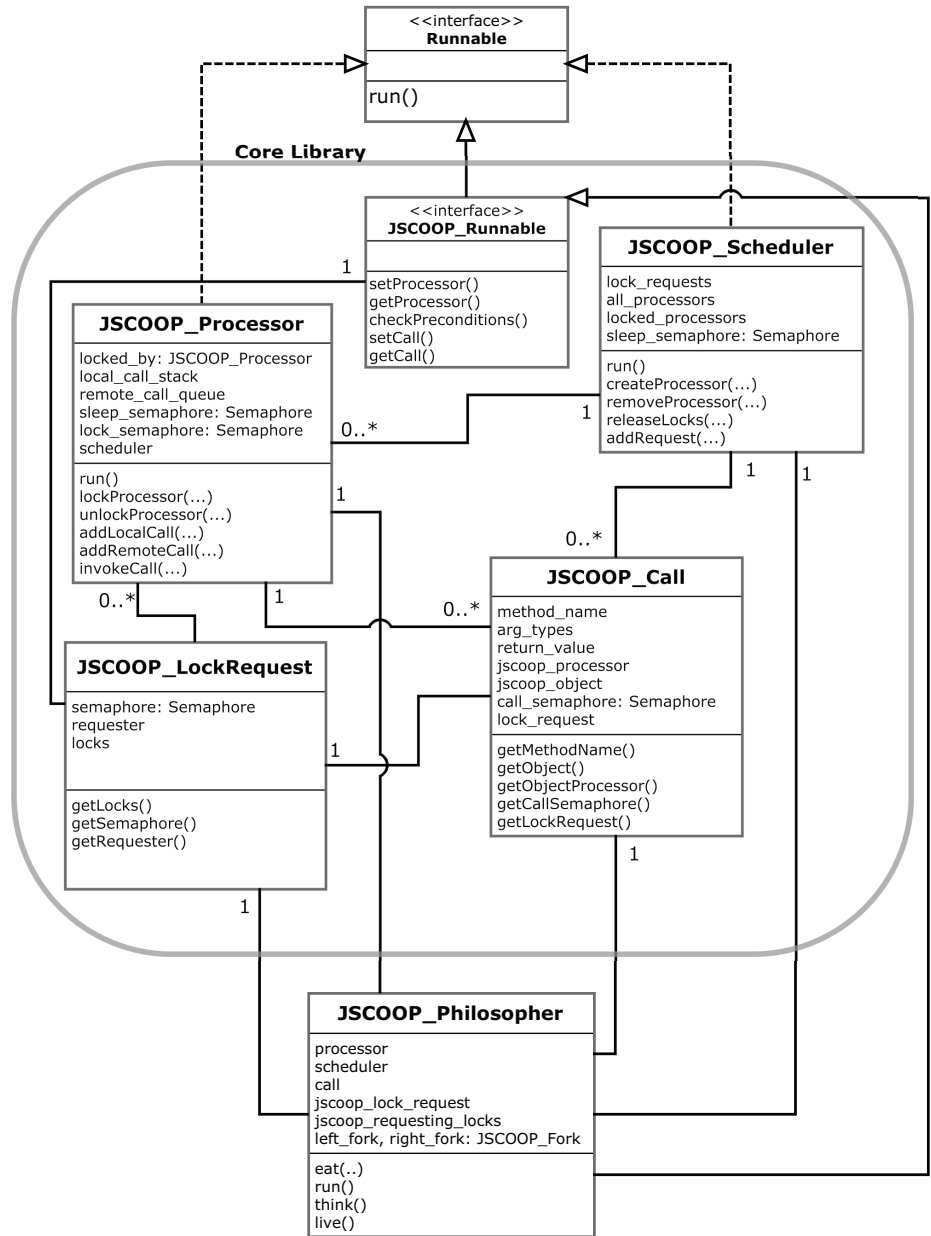 <<interface>>
Runnable
run()
Core Library
<<interface>>
JSCOOP_Runnable
setProcessor()
getProcessor()
checkPreconditions()
setCall()
getCall()
1
JSCOOP_Scheduler
lock_requests
all_processors
locked_processors
sleep_semaphore: Semaphore
run()
createProcessor(...)
removeProcessor(...)
releaseLocks(...)
addRequest(...)
JSCOOP_Processor
locked_by: JSCOOP_Processor
local_call_stack
remote_call_queue
sleep_semaphore: Semaphore
lock_semaphore: Semaphore
scheduler
run()
lockProcessor(...)
unlockProcessor(...)
addLocalCall(...)
addRemoteCall(...)
invokeCall(...)
0..*
1
1
1
1
0..*
0..*
1
0..*
JSCOOP_Call
method_name
arg_types
return_value
jscoop_processor
jscoop_object
call_semaphore: Semaphore
lock_request
getMethodName()
getObject()
getObjectProcessor()
getCallSemaphore()
getLockRequest()
JSCOOP_LockRequest
semaphore: Semaphore
requester
locks
getLocks()
getSemaphore()
getRequester()
1
1
1
JSCOOP_Philosopher
processor
scheduler
call
jscoop_lock_request
jscoop_requesting_locks
left_fork, right_fork: JSCOOP_Fork
eat(..)
run()
think()
live()